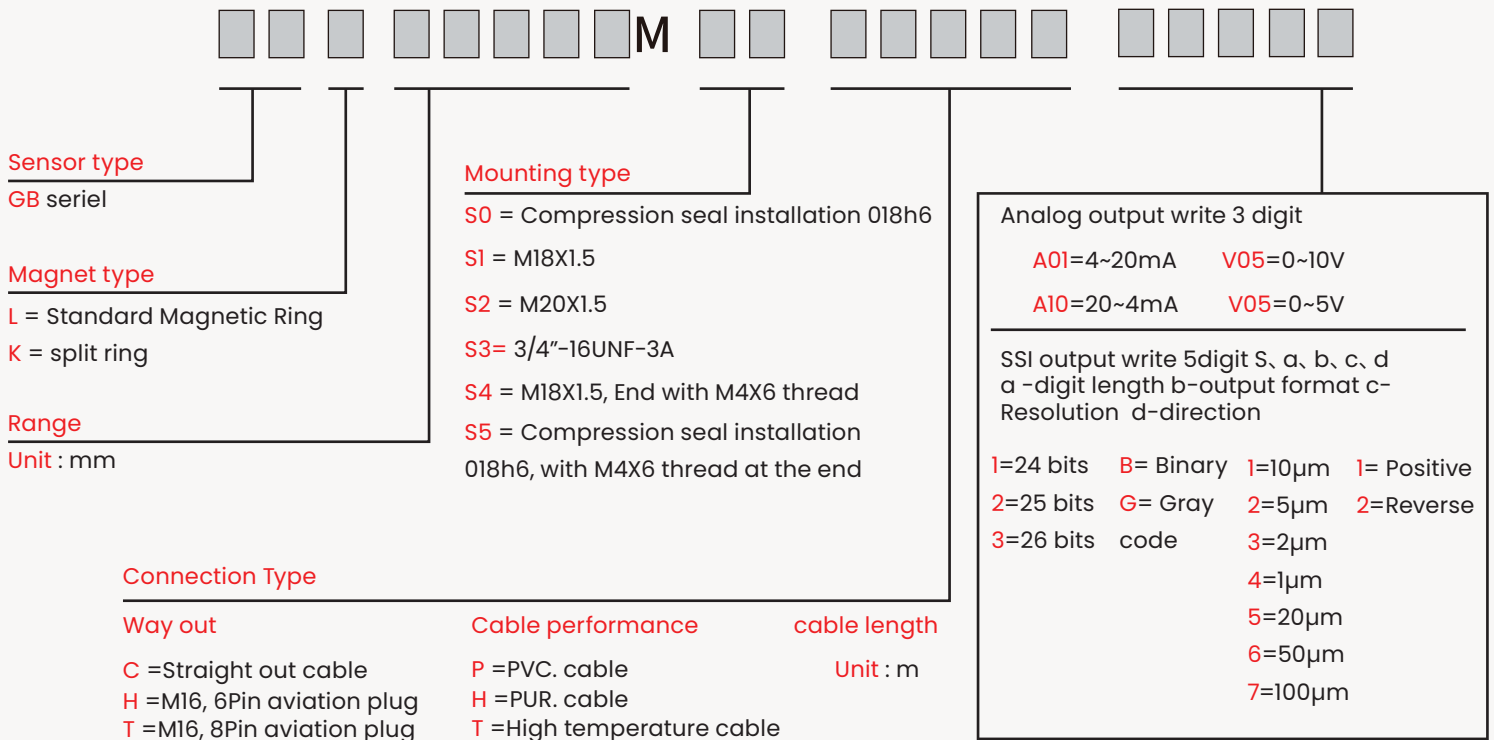 M
Sensor type
GB seriel
Magnet type
L = Standard Magnetic Ring
K = split ring
Range
Unit : mm
Mounting type
S0 = Compression seal installation 018h6
S1 = M18X1.5
S2 = M20X1.5
S3= 3/4”-16UNF-3A
S4 = M18X1.5, End with M4X6 thread
S5 = Compression seal installation
018h6, with M4X6 thread at the end
Connection Type
Way out
C =Straight out cable
H =M16, 6Pin aviation plug
T =M16, 8Pin aviation plug
Cable performance
P =PVC. cable
H =PUR. cable
T =High temperature cable
cable length
Unit : m
Analog output write 3 digit
A01=4~20mA V05=0~10V
A10=20~4mA V05=0~5V
SSI output write 5digit S、a、b、c、d
a -digit length b-output format c-
Resolution d-direction
1=24 bits
2=25 bits
3=26 bits
B= Binary
G= Gray
code
1=10μm
2=5μm
3=2μm
4=1μm
5=20μm
6=50μm
7=100μm
1= Positive
2=Reverse